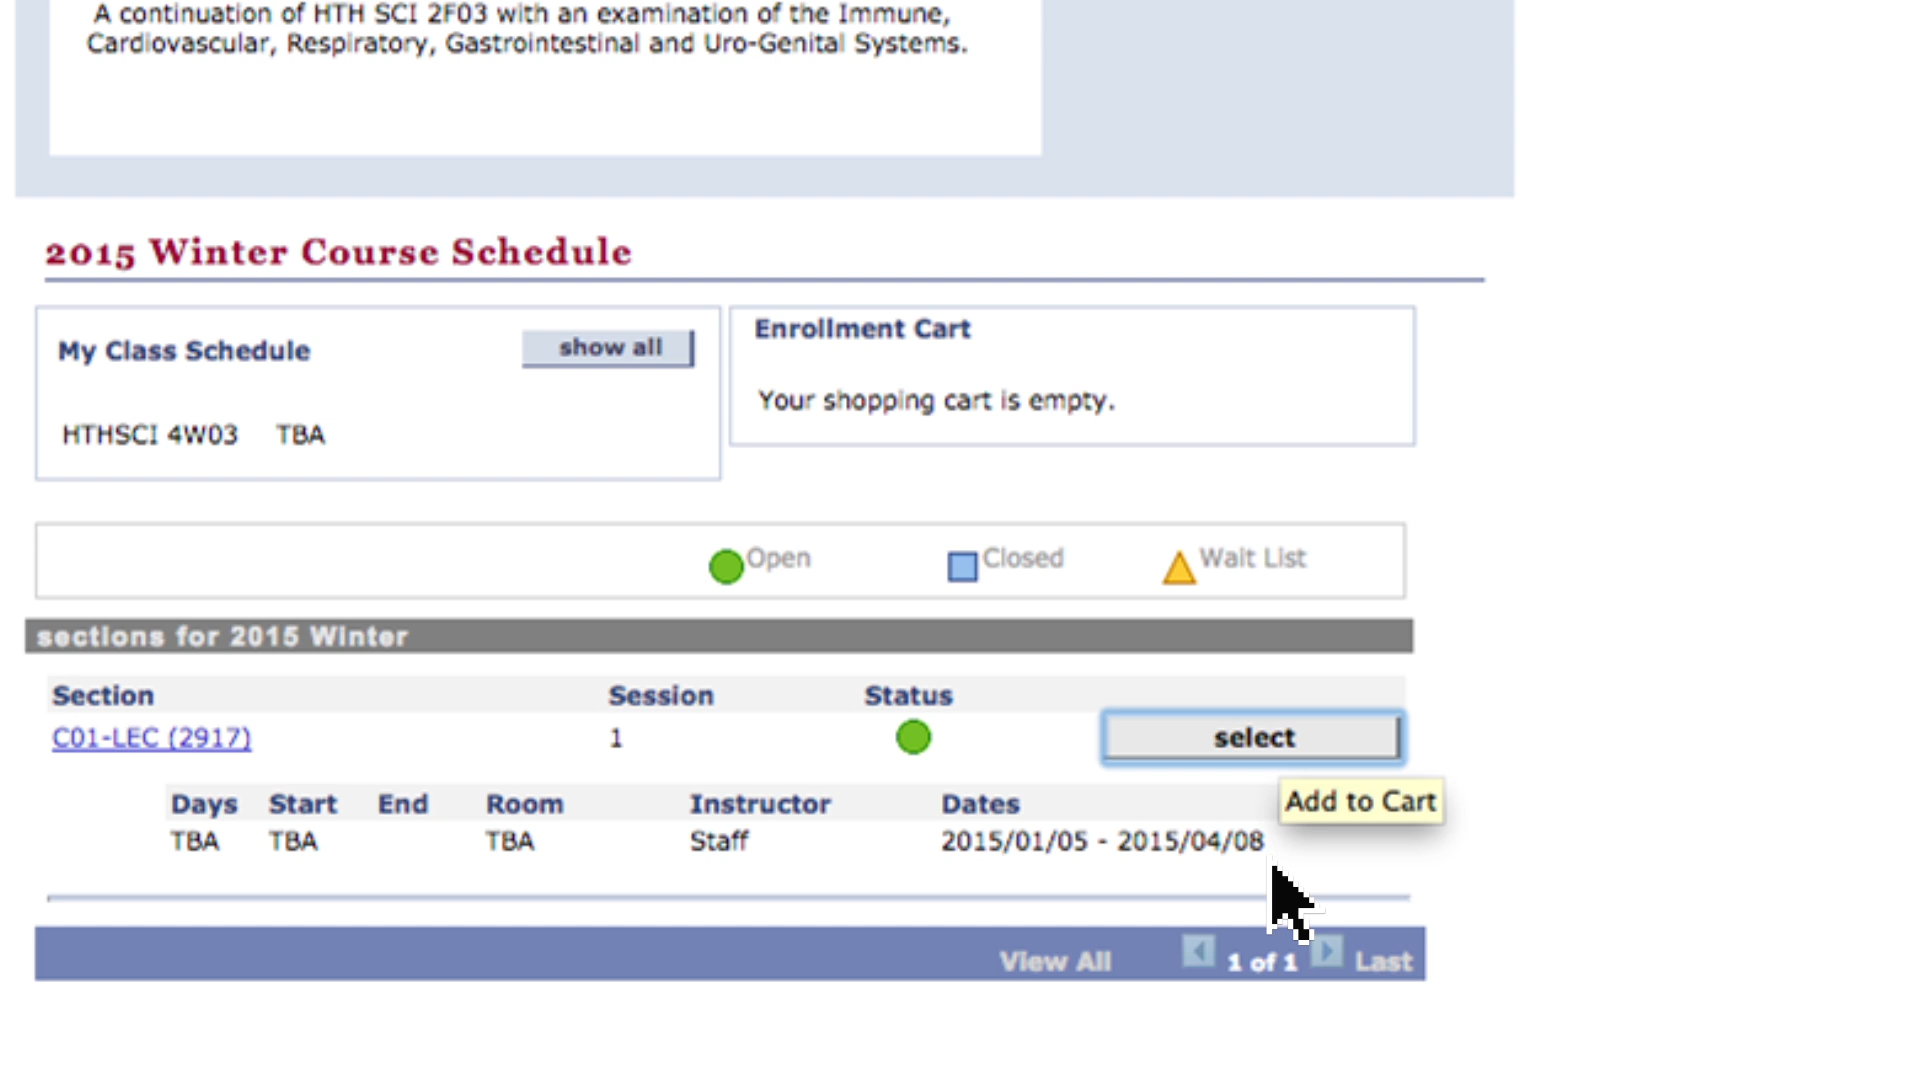 A continuation of HTH SCI 2F03 with an examination of the Immune,
Cardiovascular, Respiratory, Gastrointestinal and Uro-Genital Systems.
2015 Winter Course Schedule
My Class Schedule
show all
HTHSCI 4W03 TBA
Enrollment Cart
Your shopping cart is empty.
Open Closed Wait List
sections for 2015 Winter
Section Session Status
C01-LEC (2917) 1 select
Add to Cart
Days Start End Room Instructor Dates
TBA TBA TBA Staff 2015/01/05 - 2015/04/08
View All 1 of 1 Last